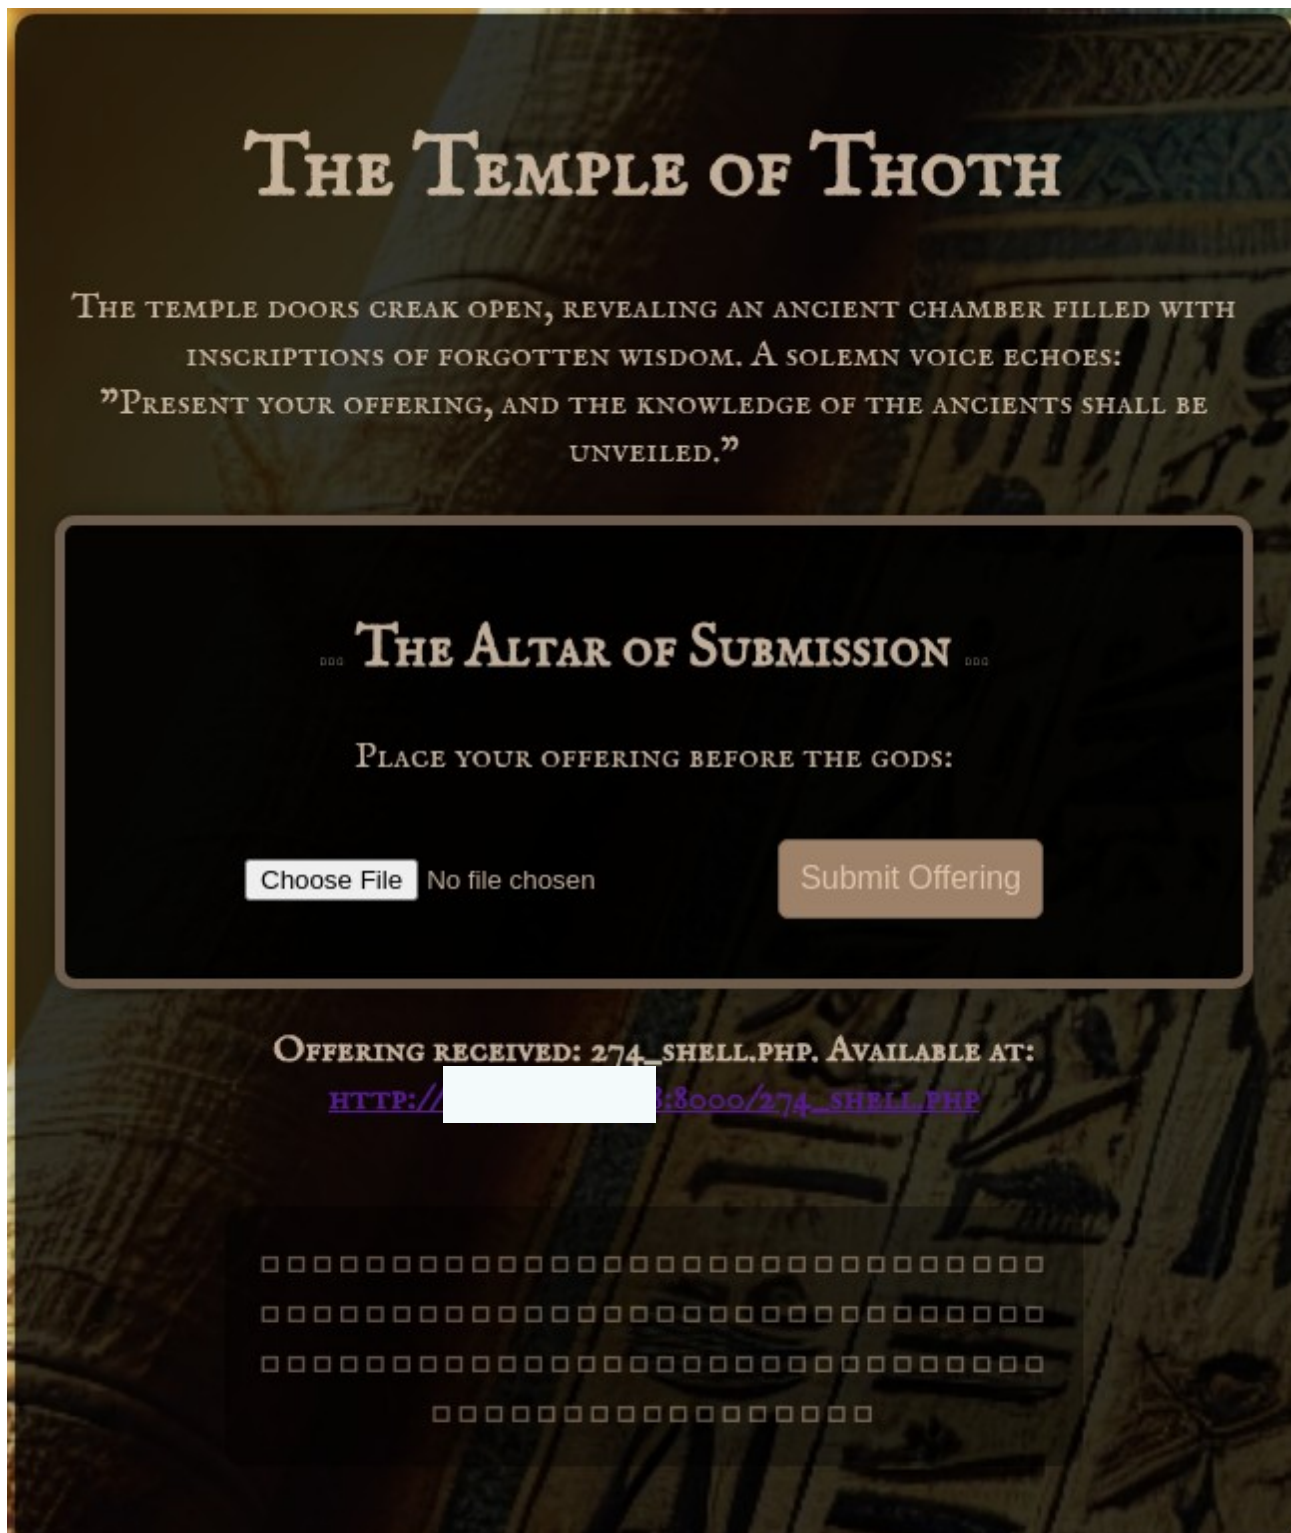 The Temple of Thoth
The temple doors creak open, revealing an ancient chamber filled with
inscriptions of forgotten wisdom. A solemn voice echoes:
"Present your offering, and the knowledge of the ancients shall be
unveiled."
The Altar of Submission
Place your offering before the gods:
Choose File No file chosen
Submit Offering
Offering received: 274_shell.php. Available at:
http:// 8:8000/274_shell.php